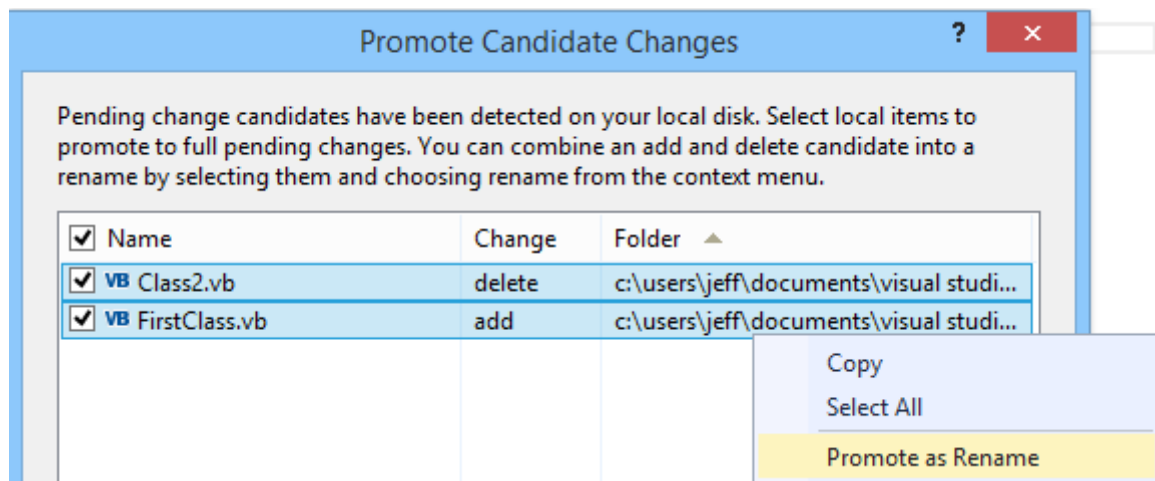 Promote Candidate Changes ? ×
Pending change candidates have been detected on your local disk. Select local items to
promote to full pending changes. You can combine an add and delete candidate into a
rename by selecting them and choosing rename from the context menu.
Name Change Folder
VB Class2.vb delete c:\users\jeff\documents\visual studi...
VB FirstClass.vb add c:\users\jeff\documents\visual studi...
Copy
Select All
Promote as Rename